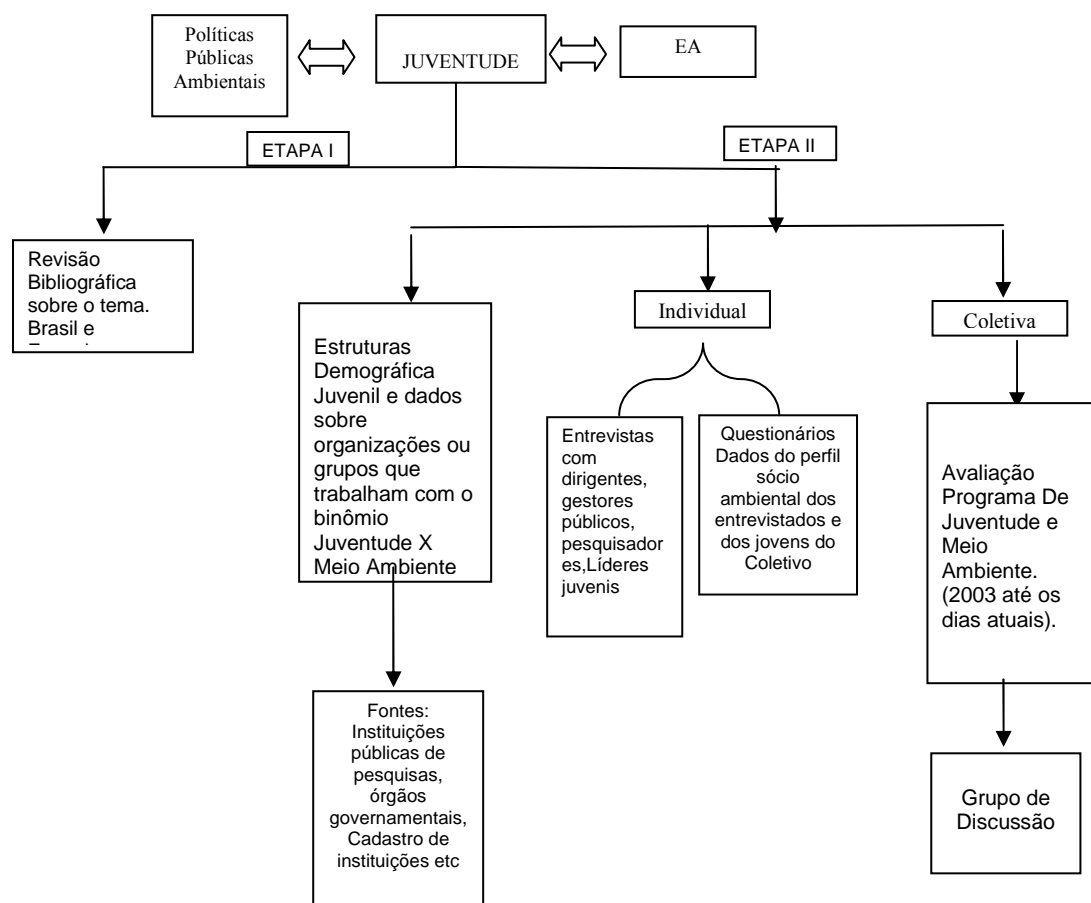 Políticas
Públicas
Ambientais
JUVENTUDE
EA
ETAPA I
ETAPA II
Revisão
Bibliográfica
sobre o tema.
Brasil e
Estruturas
Demográfica
Juvenil e dados
sobre
organizações ou
grupos que
trabalham com o
binômio
Juventude X
Meio Ambiente
Individual
Coletiva
Entrevistas
com
dirigentes,
gestores
públicos,
pesquisador
es,Líderes
juvenis
Questionários
Dados do perfil
sócio
ambiental dos
entrevistados e
dos jovens do
Coletivo
Avaliação
Programa De
Juventude e
Meio
Ambiente.
(2003 até os
dias atuais).
Fontes:
Instituições
públicas de
pesquisas,
órgãos
governamentais,
Cadastro de
instituições etc
Grupo de
Discussão